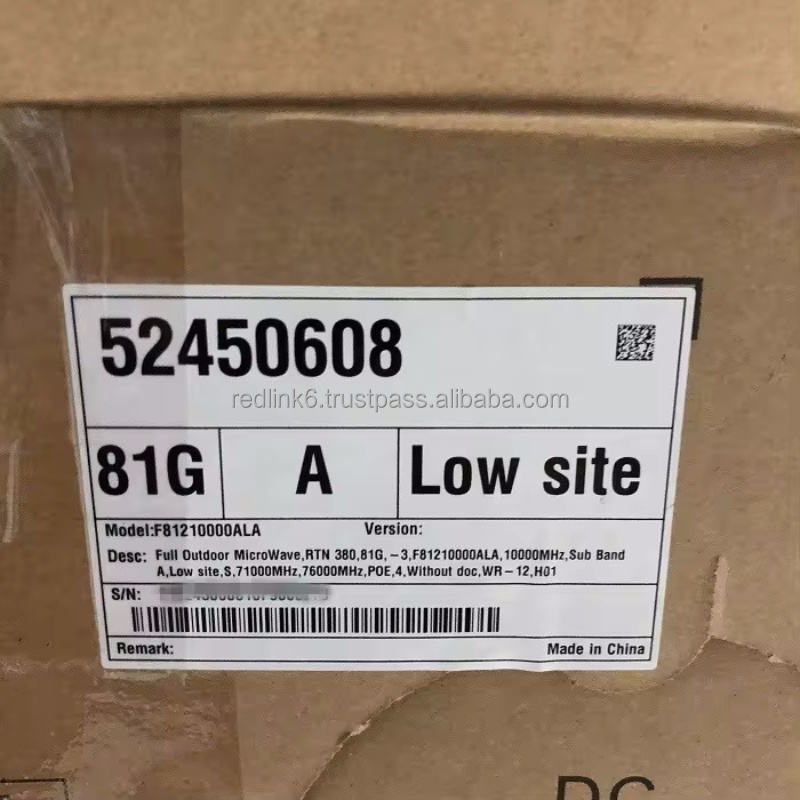 52450608
redlink6.trustpass.alibaba.com
81G A Low site
Model:F81210000ALA Version:
Desc: Full Outdoor MicroWave,RTN 380,81G,-3,F81210000ALA,10000MHz,Sub Band
A,Low site,S,71000MHz,76000MHz,POE,4,Without doc,WR-12,H01
S/N:
Remark: Made in China